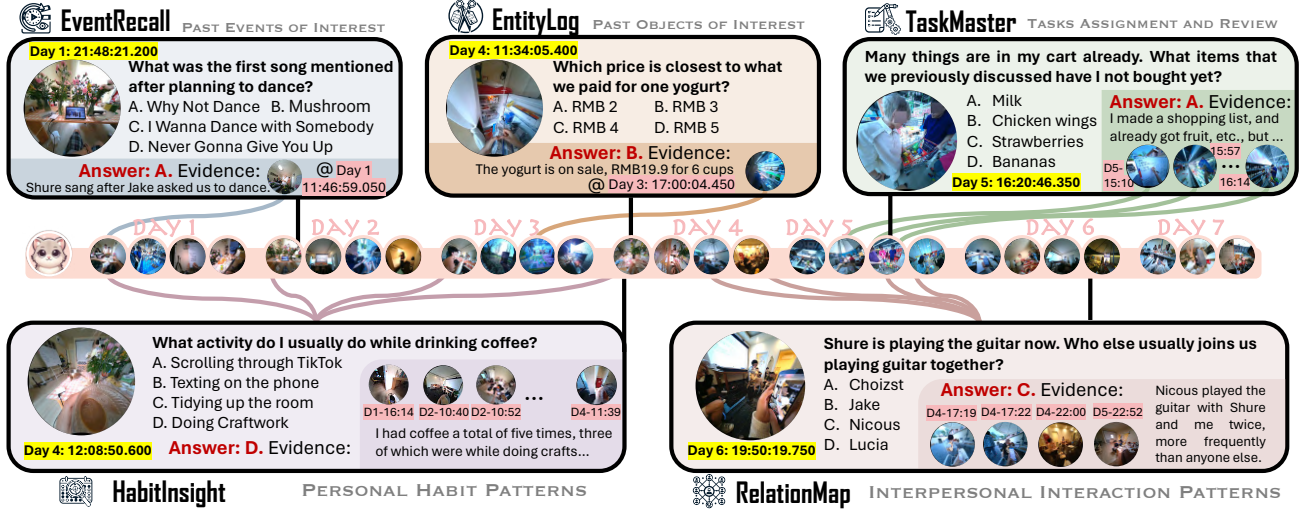 EventRecall PAST EVENTS OF INTEREST
Day 1: 21:48:21.200
What was the first song mentioned
after planning to dance?
A. Why Not Dance B. Mushroom
C. I Wanna Dance with Somebody
D. Never Gonna Give You Up
Answer: A. Evidence:
Shure sang after Jake asked us to dance.
@ Day 1
11:46:59.050
EntityLog PAST OBJECTS OF INTEREST
Day 4: 11:34:05.400
Which price is closest to what
we paid for one yogurt?
A. RMB 2 B. RMB 3
C. RMB 4 D. RMB 5
Answer: B. Evidence:
The yogurt is on sale, RMB19.9 for 6 cups
@ Day 3: 17:00:04.450
TaskMaster TASKS ASSIGNMENT AND REVIEW
Many things are in my cart already. What items that
we previously discussed have I not bought yet?
A. Milk
B. Chicken wings
C. Strawberries
D. Bananas
Day 5: 16:20:46.350
Answer: A. Evidence:
I made a shopping list, and
already got fruit, etc., but ...
D5-
15:10
15:57
...
16:14
DAY 1 DAY 2 DAY 3 DAY 4 DAY 5 DAY 6 DAY 7
What activity do I usually do while drinking coffee?
A. Scrolling through TikTok
B. Texting on the phone
C. Tidying up the room
D. Doing Craftwork
Day 4: 12:08:50.600
Answer: D. Evidence:
...
D1-16:14 D2-10:40 D2-10:52 D4-11:39
I had coffee a total of five times, three
of which were while doing crafts...
HabitInsight PERSONAL HABIT PATTERNS
Shure is playing the guitar now. Who else usually joins us
playing guitar together?
A. Choizst
B. Jake
C. Nicous
D. Lucia
Day 6: 19:50:19.750
Answer: C. Evidence:
D4-17:19 D4-17:22 D4-22:00 D5-22:52
Nicous played the
guitar with Shure
and me twice,
more frequently
than anyone else.
RelationMap INTERPERSONAL INTERACTION PATTERNS